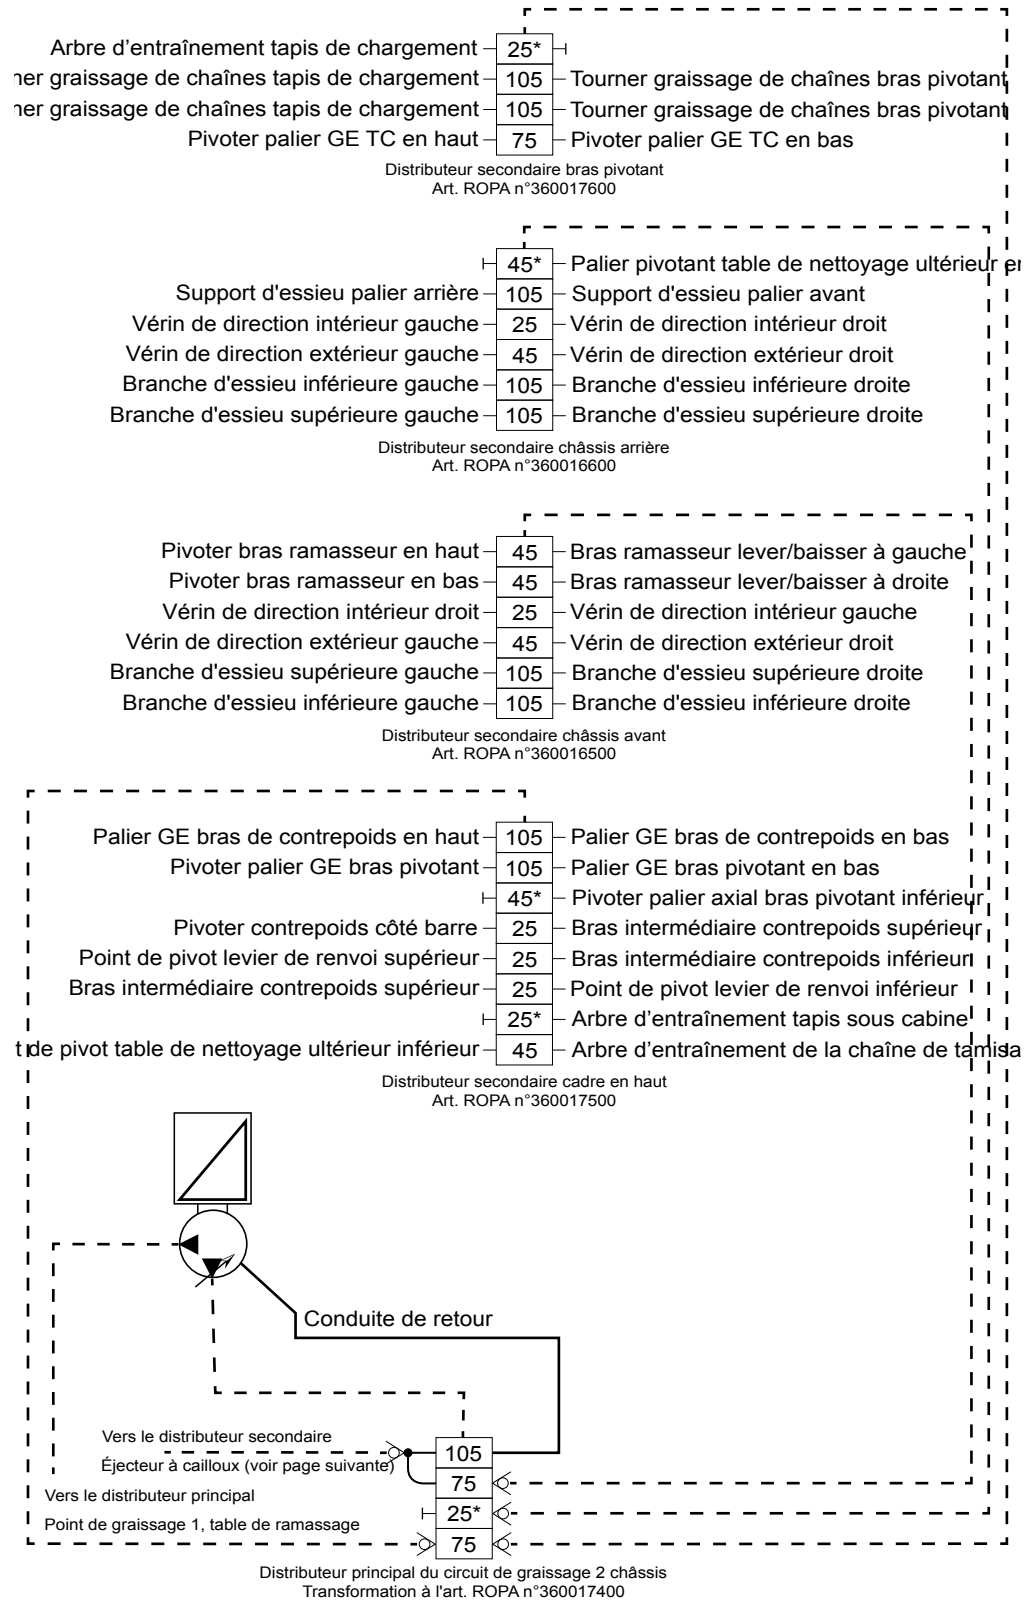 Arbre d'entraînement tapis de chargement 25*
graissage de chaînes tapis de chargement 105 Tourner graissage de chaînes bras pivotant
graissage de chaînes tapis de chargement 105 Tourner graissage de chaînes bras pivotant
Pivoter palier GE TC en haut 75 Pivoter palier GE TC en bas
Distributeur secondaire bras pivotant
Art. ROPA n°360017600
45* Palier pivotant table de nettoyage ultérieur
Support d'essieu palier arrière 105 Support d'essieu palier avant
Vérin de direction intérieur gauche 25 Vérin de direction intérieur droit
Vérin de direction extérieur gauche 45 Vérin de direction extérieur droit
Branche d'essieu inférieure gauche 105 Branche d'essieu inférieure droite
Branche d'essieu supérieure gauche 105 Branche d'essieu supérieure droite
Distributeur secondaire châssis arrière
Art. ROPA n°360016600
Pivoter bras ramasseur en haut 45 Bras ramasseur lever/baisser à gauche
Pivoter bras ramasseur en bas 45 Bras ramasseur lever/baisser à droite
Vérin de direction intérieur droit 25 Vérin de direction intérieur gauche
Vérin de direction extérieur gauche 45 Vérin de direction extérieur droit
Branche d'essieu supérieure gauche 105 Branche d'essieu supérieure droite
Branche d'essieu inférieure gauche 105 Branche d'essieu inférieure droite
Distributeur secondaire châssis avant
Art. ROPA n°360016500
Palier GE bras de contrepoids en haut 105 Palier GE bras de contrepoids en bas
Pivoter palier GE bras pivotant 105 Palier GE bras pivotant en bas
45* Pivoter palier axial bras pivotant inférieur
Pivoter contrepoids côté barre 25 Bras intermédiaire contrepoids supérieur
Point de pivot levier de renvoi supérieur 25 Bras intermédiaire contrepoids inférieur
Bras intermédiaire contrepoids supérieur 25 Point de pivot levier de renvoi inférieur
25* Arbre d'entraînement tapis sous cabine
de pivot table de nettoyage ultérieur inférieur 45 Arbre d'entraînement de la chaîne de
Distributeur secondaire cadre en haut
Art. ROPA n°360017500
Conduite de retour
Vers le distributeur secondaire
105
Éjecteur à cailloux (voir page suivante)
75
Vers le distributeur principal
25*
Point de graissage 1, table de ramassage
75
Distributeur principal du circuit de graissage 2 châssis
Transformation à l'art. ROPA n°360017400